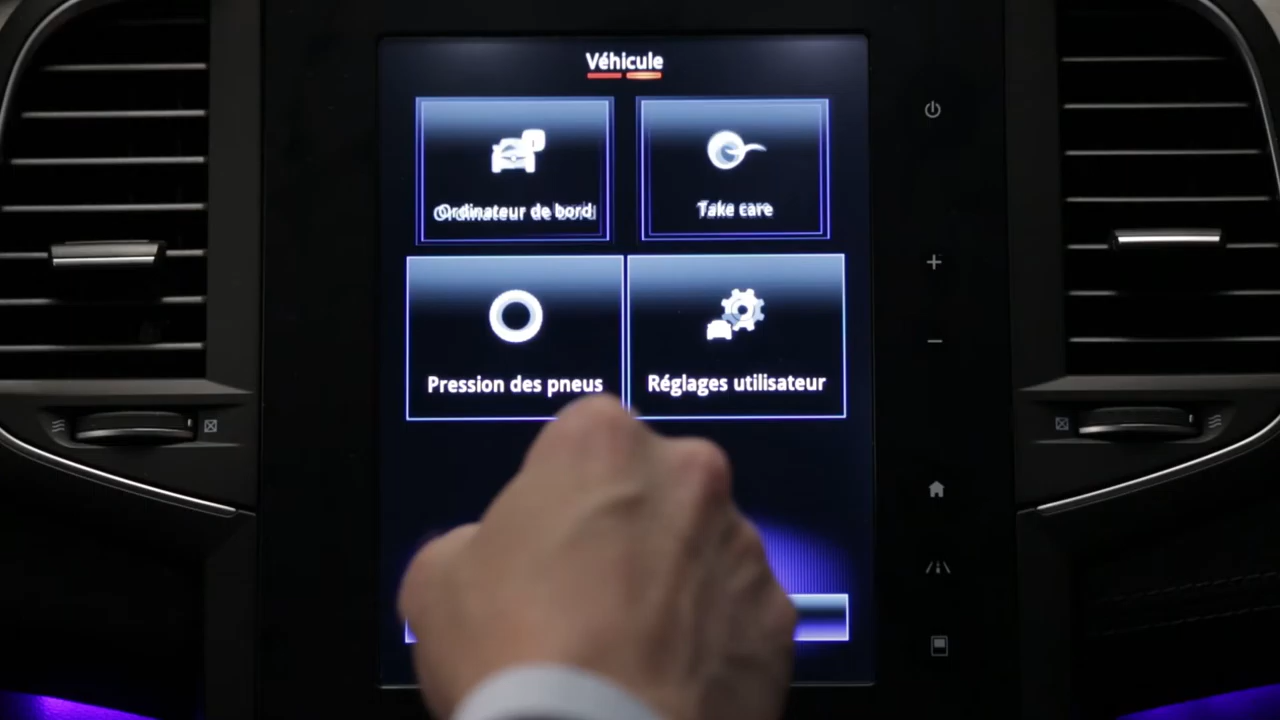 Véhicule
Ordinateur de bord
Take care
Pression des pneus
Réglages utilisateur